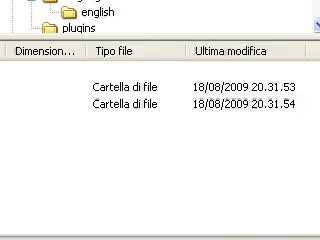 english
plugins
Dimension... Tipo file Ultima modifica
Cartella di file 18/08/2009 20.31.53
Cartella di file 18/08/2009 20.31.54